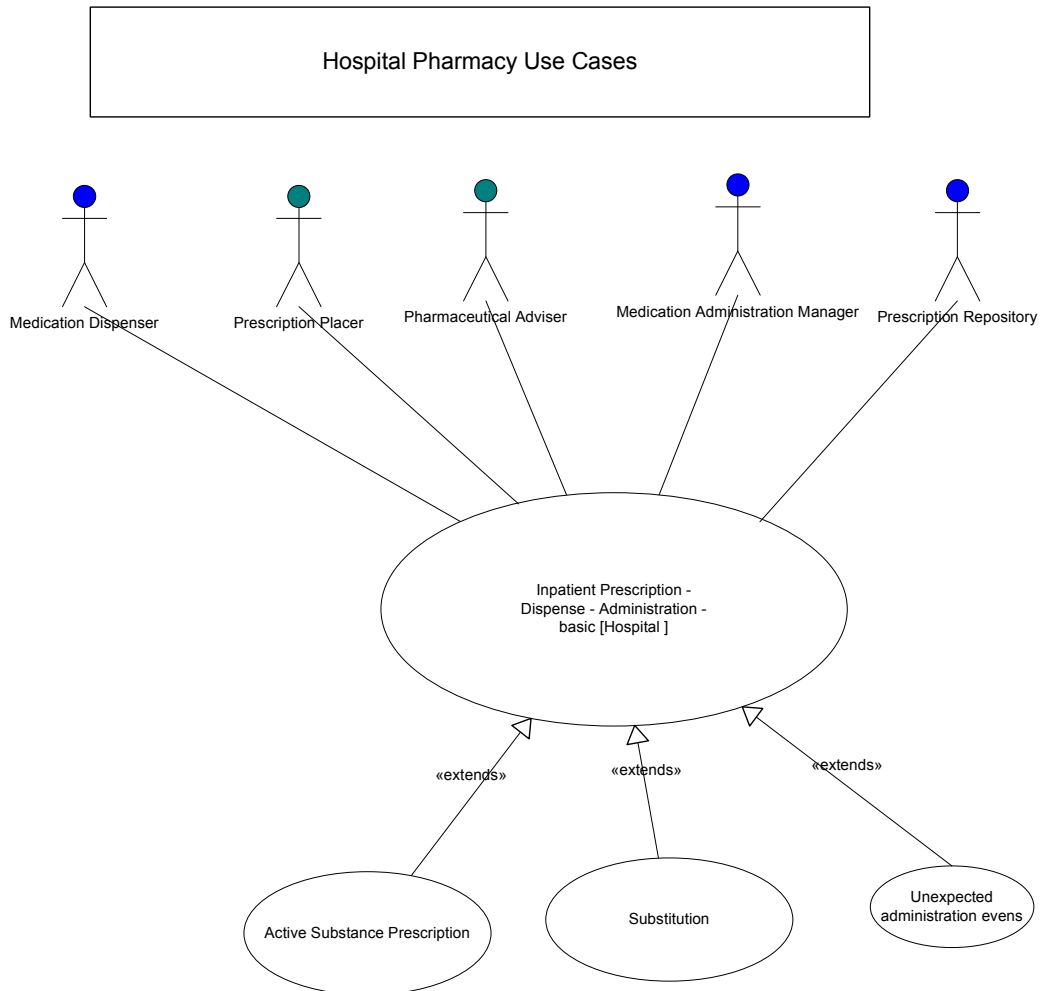 Hospital Pharmacy Use Cases
Medication Dispenser
Prescription Placer
Pharmaceutical Adviser
Medication Administration Manager
Prescription Repository
Inpatient Prescription -
Dispense - Administration -
basic [Hospital ]
«extends»
«extends»
«extends»
Active Substance Prescription
Substitution
Unexpected
administration evens